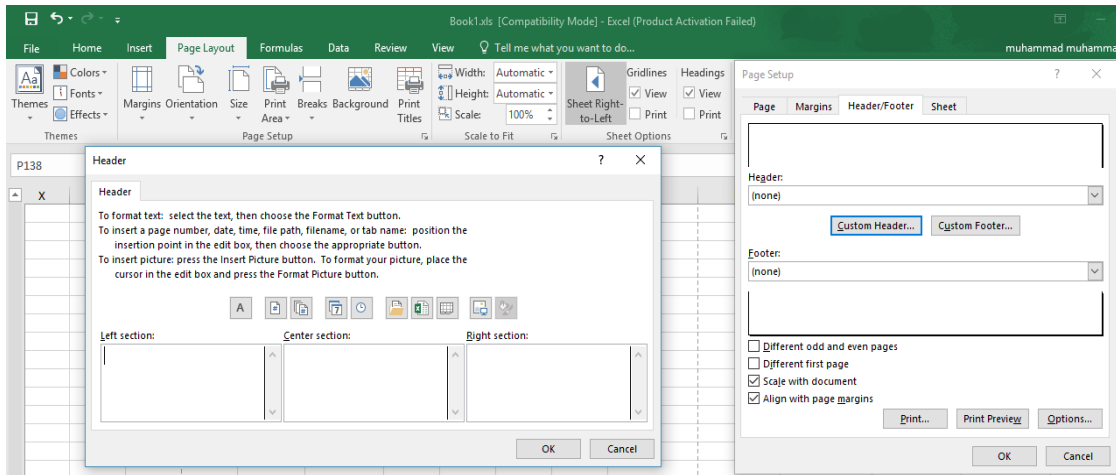 Book1.xls [Compatibility Mode] - Excel (Product Activation Failed)
File Home Insert Page Layout Formulas Data Review View Tell me what you want to do...
muhammad muhamma
Colors
Fonts
Effects
Themes
Themes
Margins Orientation Size Print Area Breaks Background Print Titles
Page Setup
Width: Automatic
Height: Automatic
Scale: 100%
Scale to Fit
Sheet Right-to-Left
Gridlines Headings
View View
Print Print
Sheet Options
P138
X
Header ? ×
Header
To format text: select the text, then choose the Format Text button.
To insert a page number, date, time, file path, filename, or tab name: position the
insertion point in the edit box, then choose the appropriate button.
To insert picture: press the Insert Picture button. To format your picture, place the
cursor in the edit box and press the Format Picture button.
A
Left section: Center section: Right section:
OK Cancel
Page Setup ? ×
Page Margins Header/Footer Sheet
Header:
(none)
Custom Header... Custom Footer...
Footer:
(none)
Different odd and even pages
Different first page
Scale with document
Align with page margins
Print... Print Preview Options...
OK Cancel